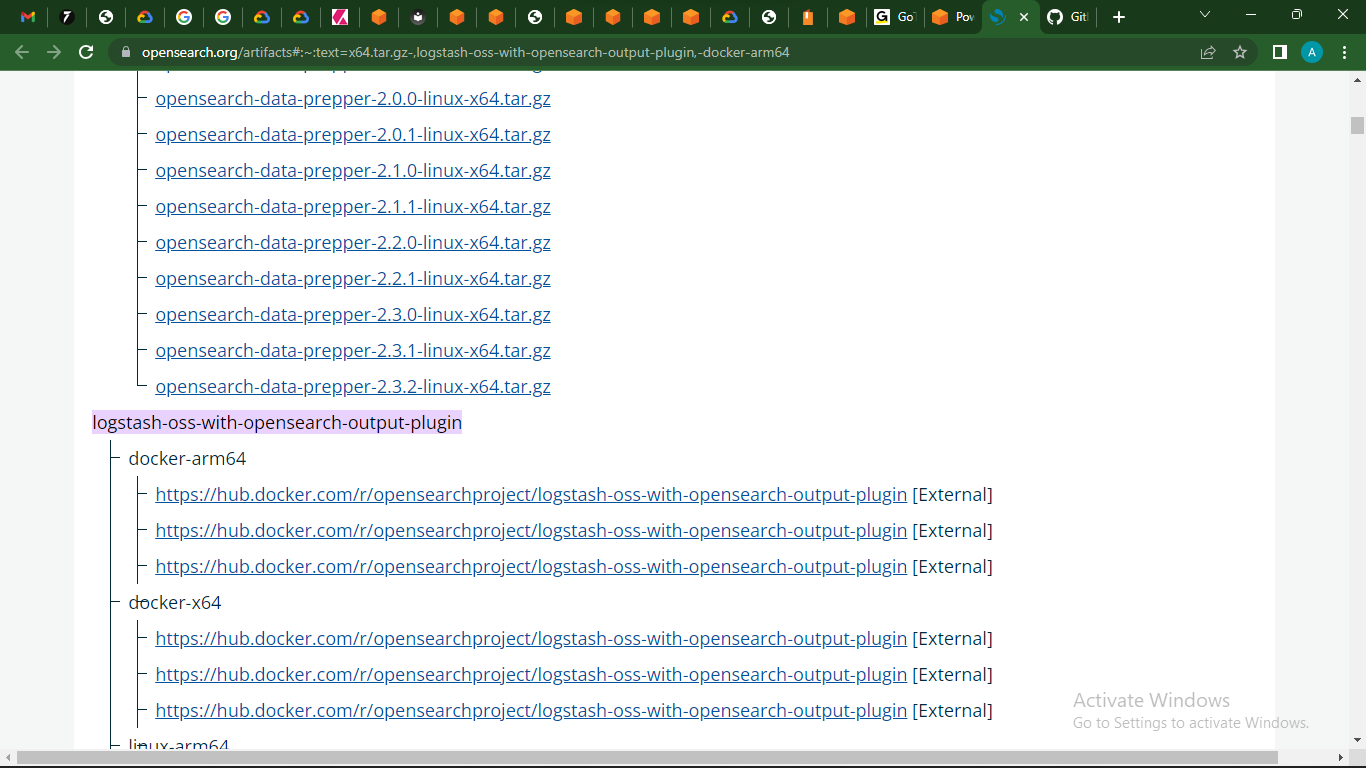 GoT
Pow
Gith
opensearch.org/artifacts#:~:text=x64.tar.gz-,logstash-oss-with-opensearch-output-plugin,-docker-arm64
A
opensearch-data-prepper-2.0.0-linux-x64.tar.gz
opensearch-data-prepper-2.0.1-linux-x64.tar.gz
opensearch-data-prepper-2.1.0-linux-x64.tar.gz
opensearch-data-prepper-2.1.1-linux-x64.tar.gz
opensearch-data-prepper-2.2.0-linux-x64.tar.gz
opensearch-data-prepper-2.2.1-linux-x64.tar.gz
opensearch-data-prepper-2.3.0-linux-x64.tar.gz
opensearch-data-prepper-2.3.1-linux-x64.tar.gz
opensearch-data-prepper-2.3.2-linux-x64.tar.gz
logstash-oss-with-opensearch-output-plugin
docker-arm64
https://hub.docker.com/r/opensearchproject/logstash-oss-with-opensearch-output-plugin [External]
https://hub.docker.com/r/opensearchproject/logstash-oss-with-opensearch-output-plugin [External]
https://hub.docker.com/r/opensearchproject/logstash-oss-with-opensearch-output-plugin [External]
docker-x64
https://hub.docker.com/r/opensearchproject/logstash-oss-with-opensearch-output-plugin [External]
https://hub.docker.com/r/opensearchproject/logstash-oss-with-opensearch-output-plugin [External]
https://hub.docker.com/r/opensearchproject/logstash-oss-with-opensearch-output-plugin [External]
linux-arm64
Activate Windows
Go to Settings to activate Windows.